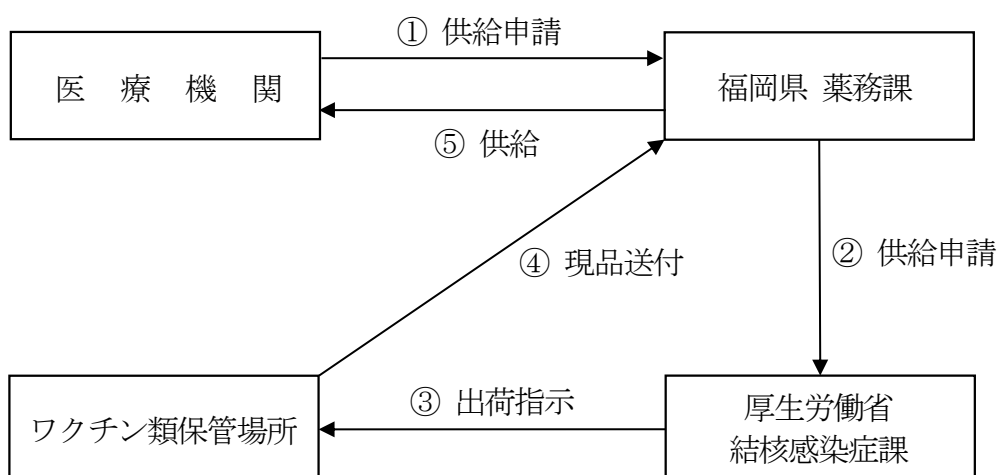 ① 供給申請
医 療 機 関
福岡県 薬務課
⑤ 供給
④ 現品送付
② 供給申請
ワクチン類保管場所
③ 出荷指示
厚生労働省
結核感染症課